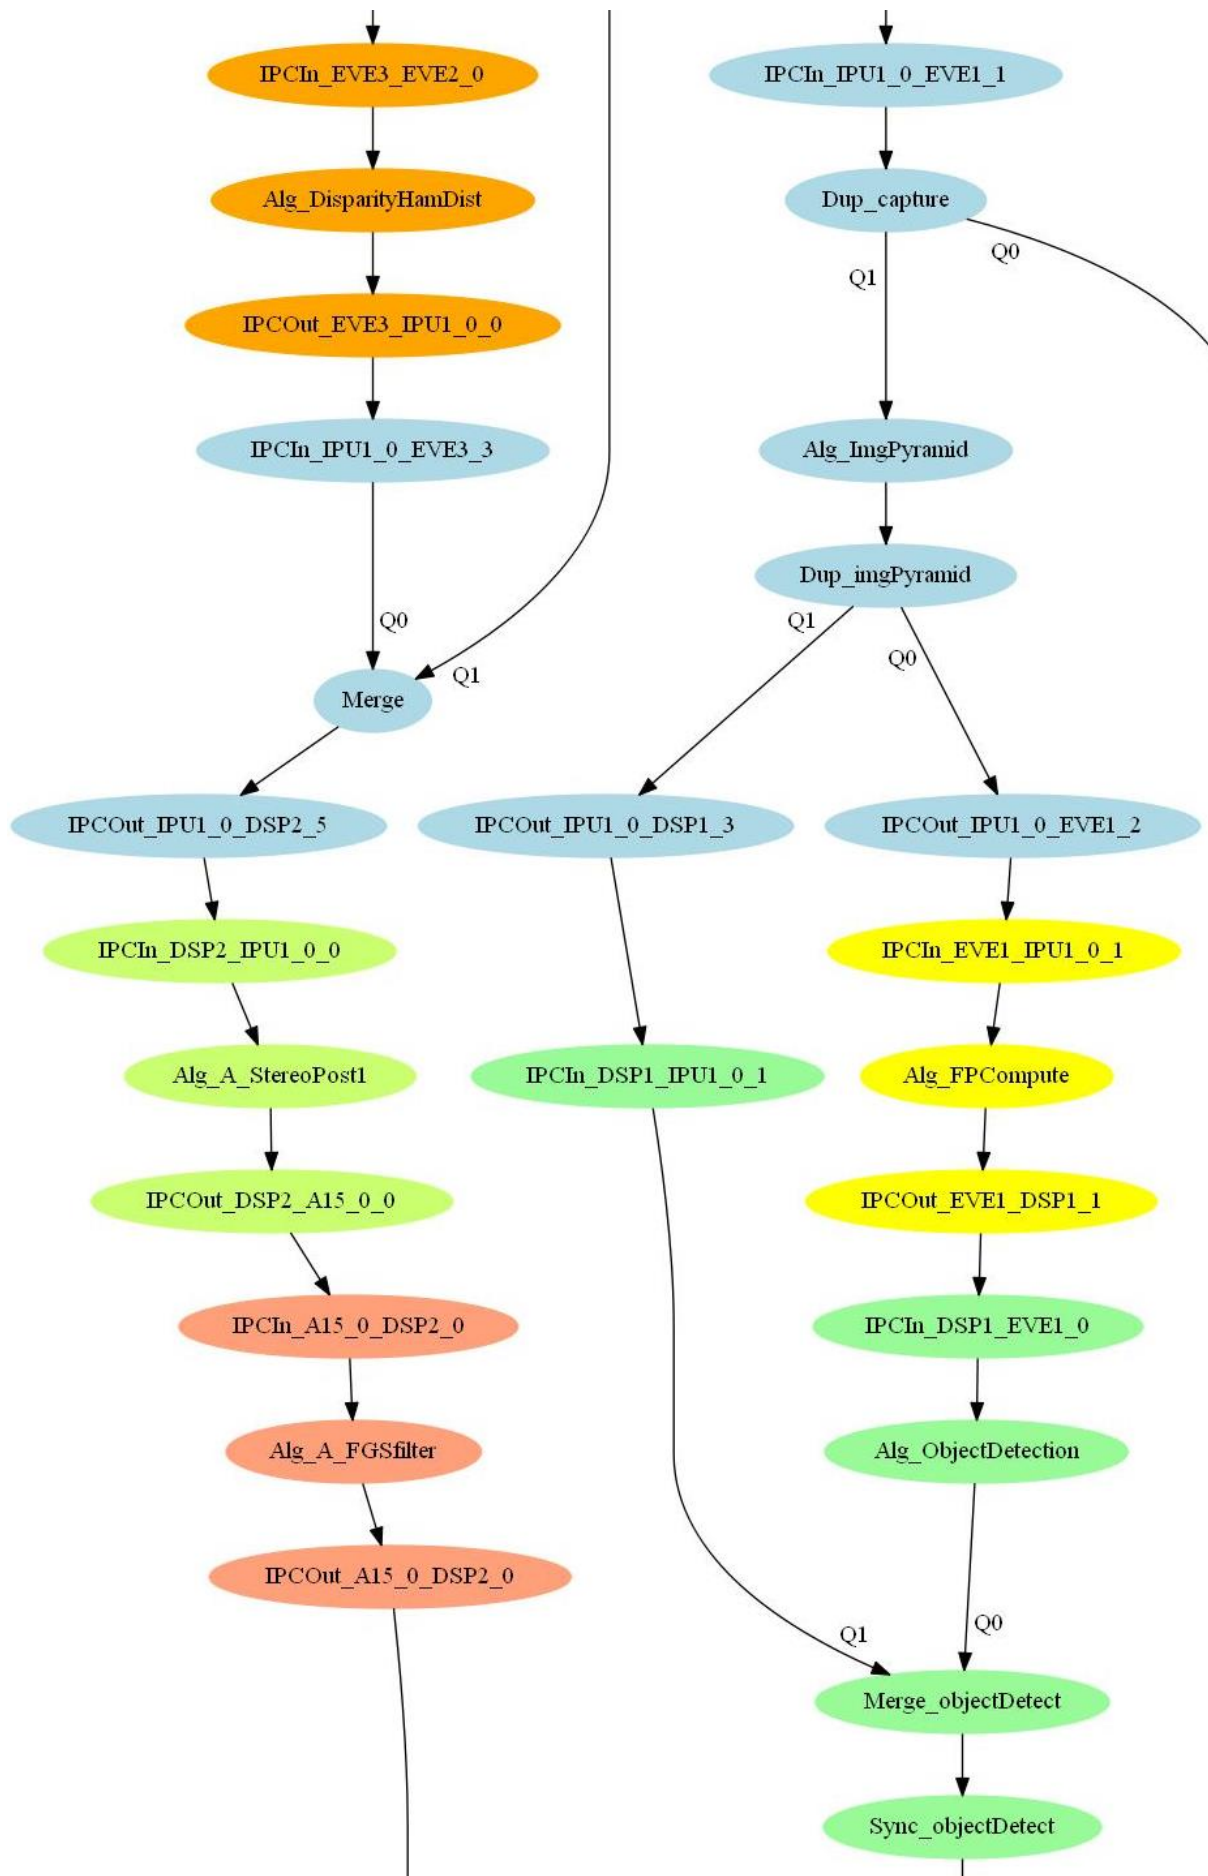 IPCIn_EVE3_EVE2_0
IPCIn_IPU1_0_EVE1_1
Alg_DisparityHamDist
Dup_capture
Q0
Q1
IPCOut_EVE3_IPU1_0_0
IPCIn_IPU1_0_EVE3_3
Alg_ImgPyramid
Dup_imgPyramid
Q0
Q1
Q0
Q1
Merge
IPCOut_IPU1_0_DSP2_5
IPCOut_IPU1_0_DSP1_3
IPCOut_IPU1_0_EVE1_2
IPCIn_DSP2_IPU1_0_0
IPCIn_EVE1_IPU1_0_1
Alg_A_StereoPost1
IPCIn_DSP1_IPU1_0_1
Alg_FPCompute
IPCOut_DSP2_A15_0_0
IPCOut_EVE1_DSP1_1
IPCIn_A15_0_DSP2_0
IPCIn_DSP1_EVE1_0
Alg_A_FGSfilter
Alg_ObjectDetection
IPCOut_A15_0_DSP2_0
Q1
Q0
Merge_objectDetect
Sync_objectDetect